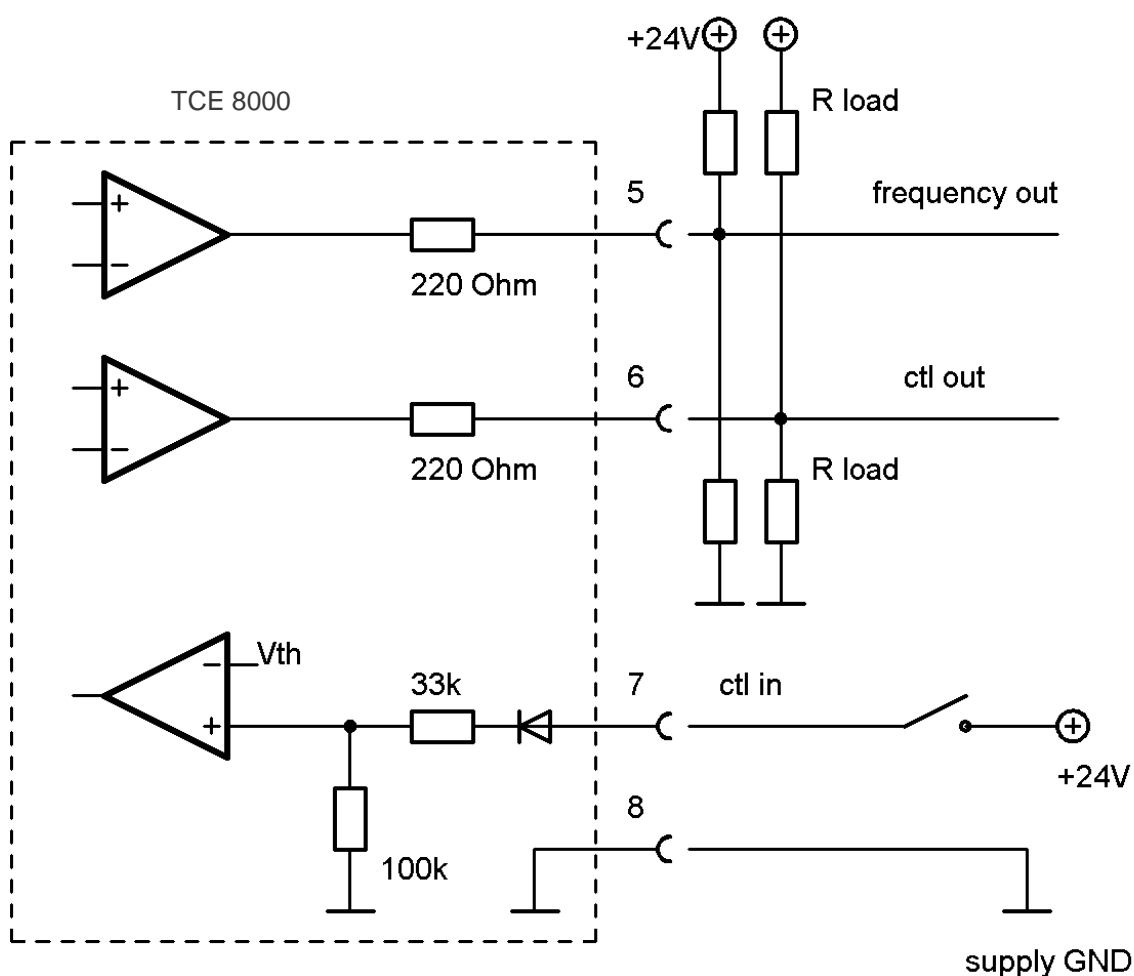 +24V
TCE 8000
R load
5
frequency out
+
−
220 Ohm
6
ctl out
+
−
220 Ohm
R load
− Vth
33k
7
ctl in
+
+24V
8
100k
supply GND